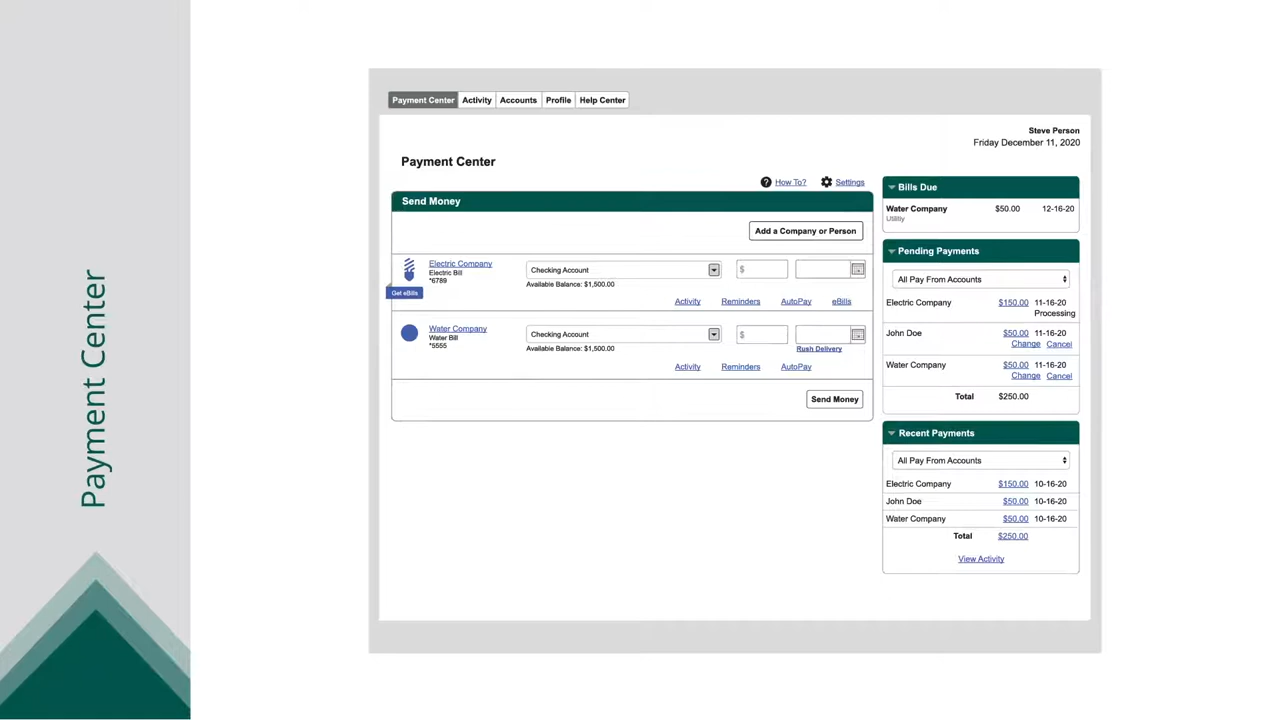 Payment Center
Payment Center Activity Accounts Profile Help Center
Steve Person
Friday December 11, 2020
Payment Center
? How To? Settings
Send Money
Add a Company or Person
Electric Company
Electric Bill
*6789
Get eBills
Checking Account
Available Balance: $1,500.00
$
Activity Reminders AutoPay eBills
Water Company
Water Bill
*5555
Checking Account
Available Balance: $1,500.00
$
Rush Delivery
Activity Reminders AutoPay
Send Money
Bills Due
Water Company $50.00 12-16-20
Utility
Pending Payments
All Pay From Accounts
Electric Company $150.00 11-16-20
Processing
John Doe $50.00 11-16-20
Change Cancel
Water Company $50.00 11-16-20
Change Cancel
Total $250.00
Recent Payments
All Pay From Accounts
Electric Company $150.00 10-16-20
John Doe $50.00 10-16-20
Water Company $50.00 10-16-20
Total $250.00
View Activity